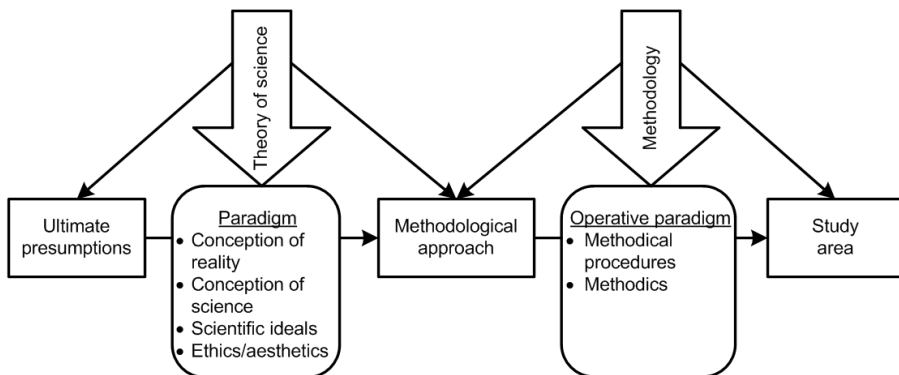 Theory of science
Methodology
Ultimate
presumptions
Paradigm
• Conception of
reality
• Conception of
science
• Scientific ideals
• Ethics/aesthetics
Methodological
approach
Operative paradigm
• Methodical
procedures
• Methodics
Study
area